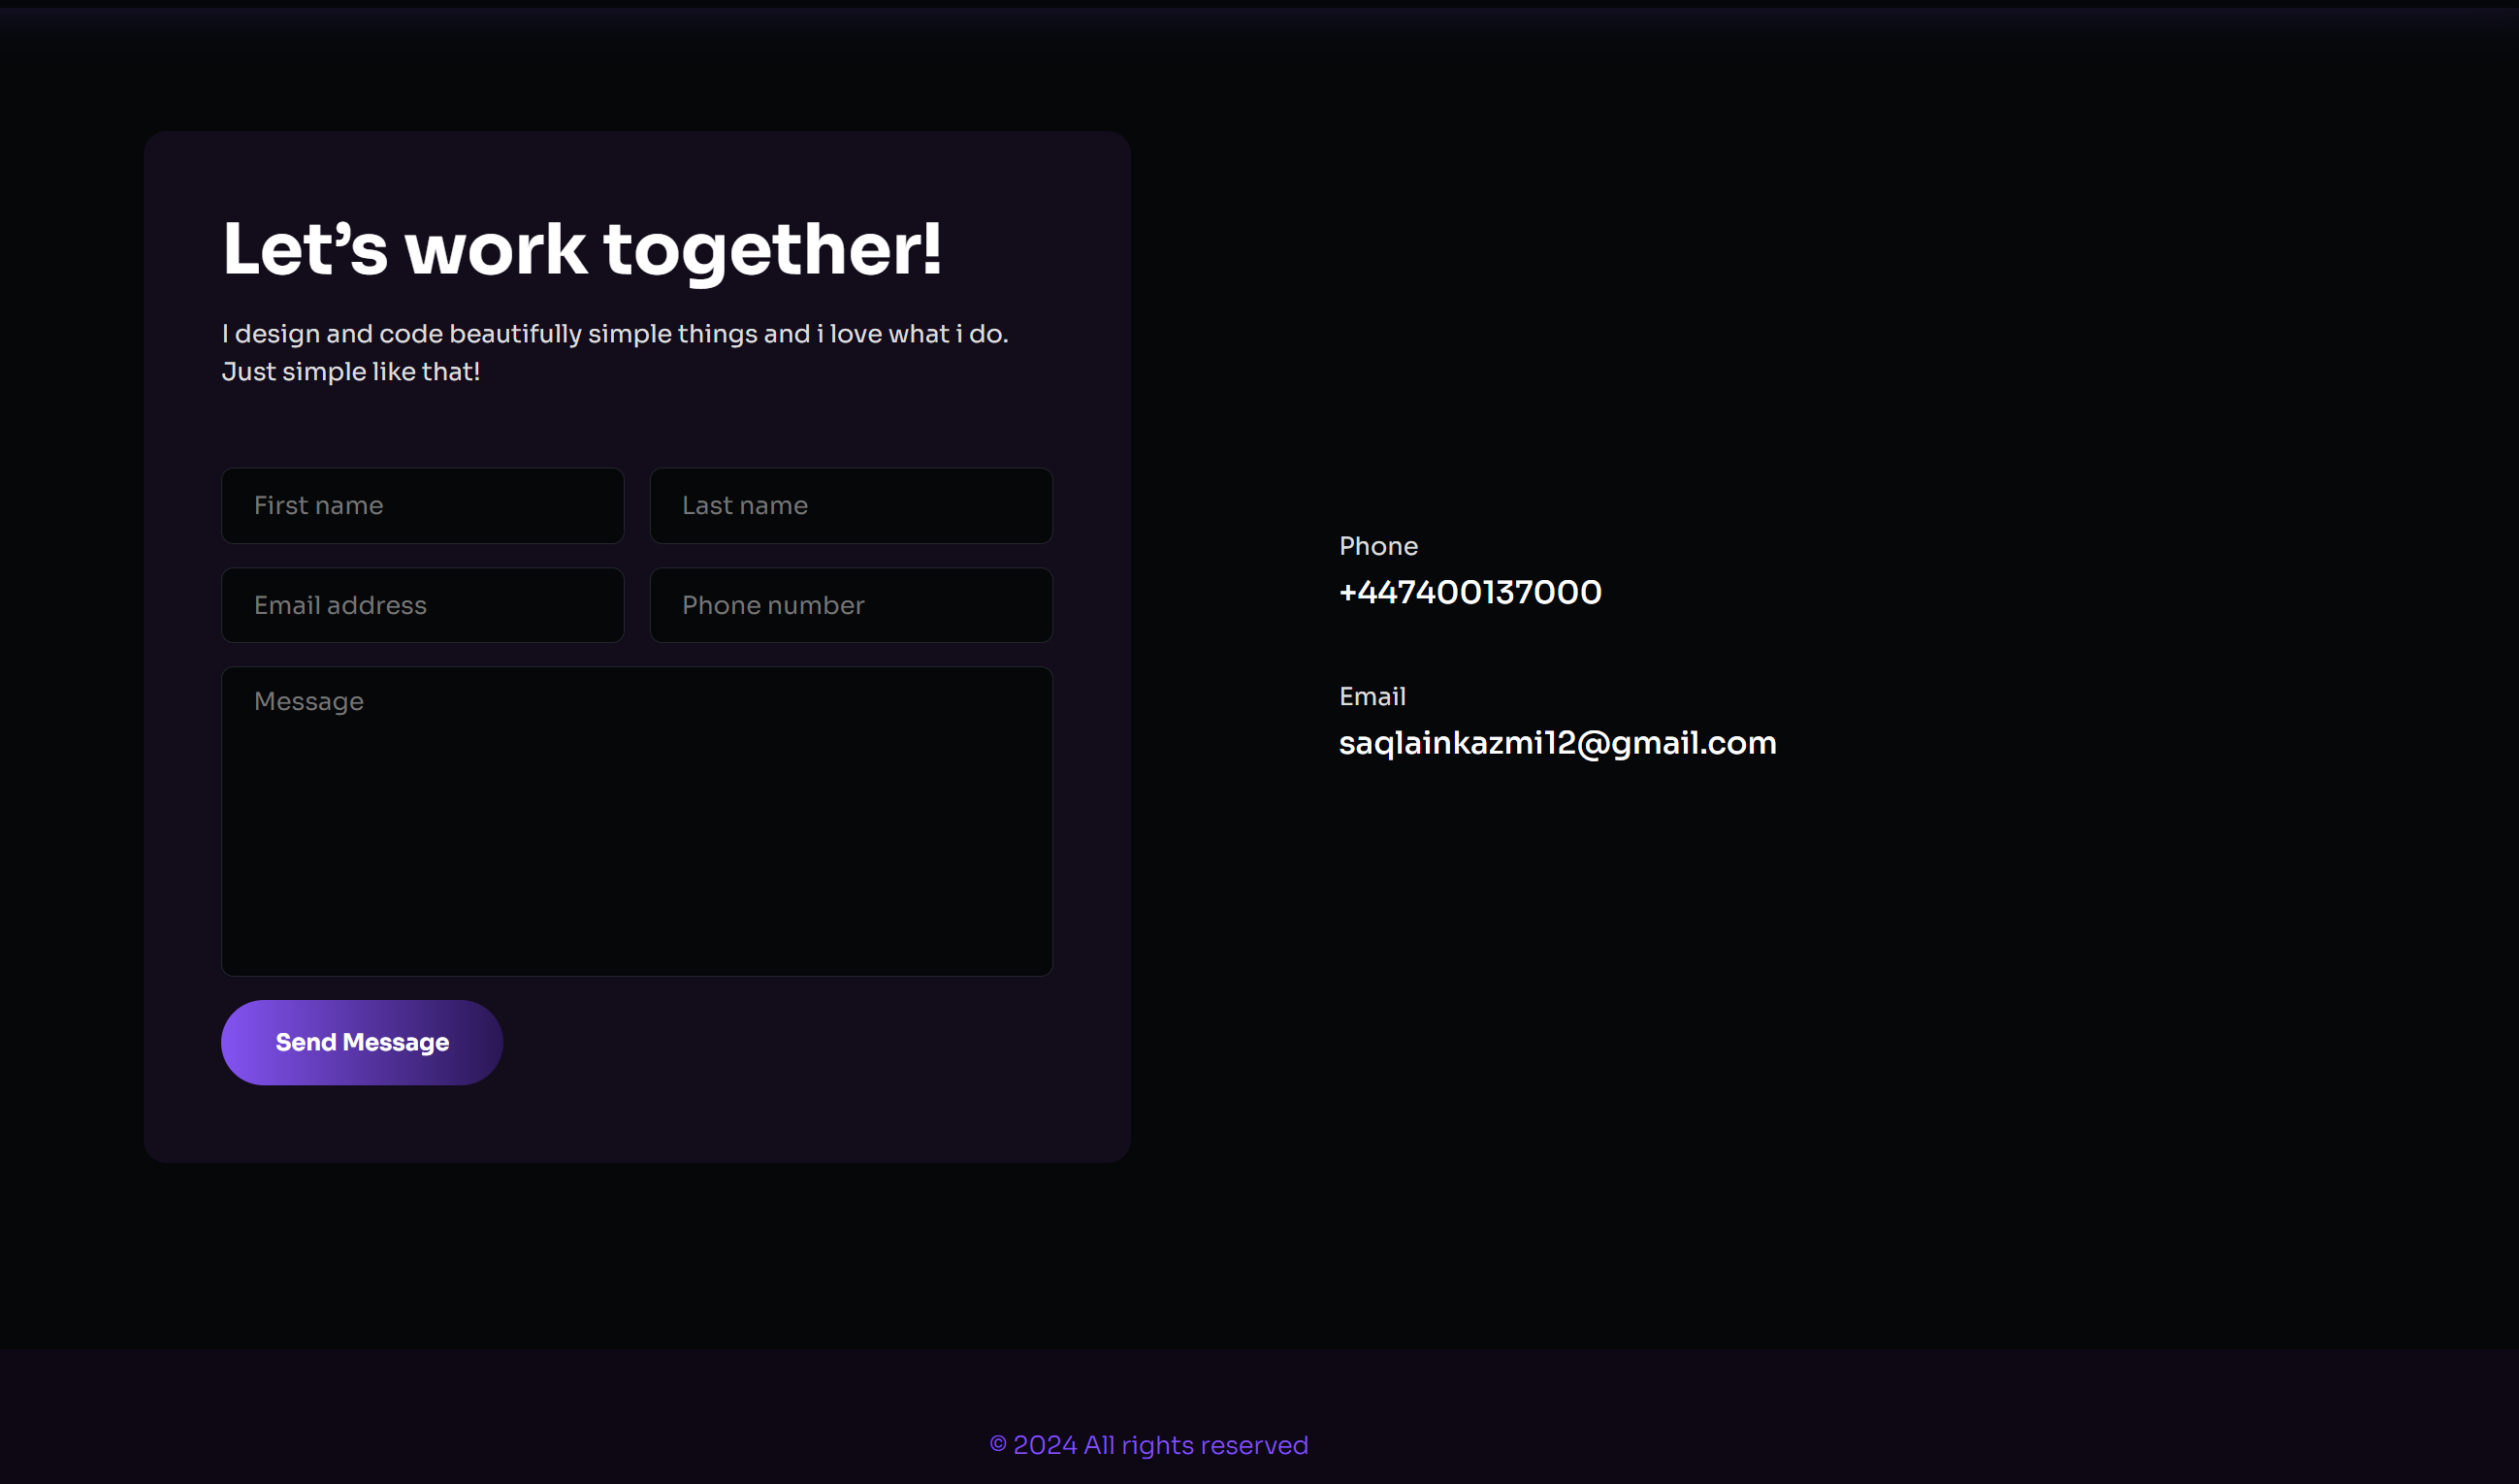 Let’s work together!
I design and code beautifully simple things and i love what i do.
Just simple like that!
First name
Last name
Email address
Phone number
Message
Send Message
Phone
+447400137000
Email
saqlainkazmi12@gmail.com
© 2024 All rights reserved